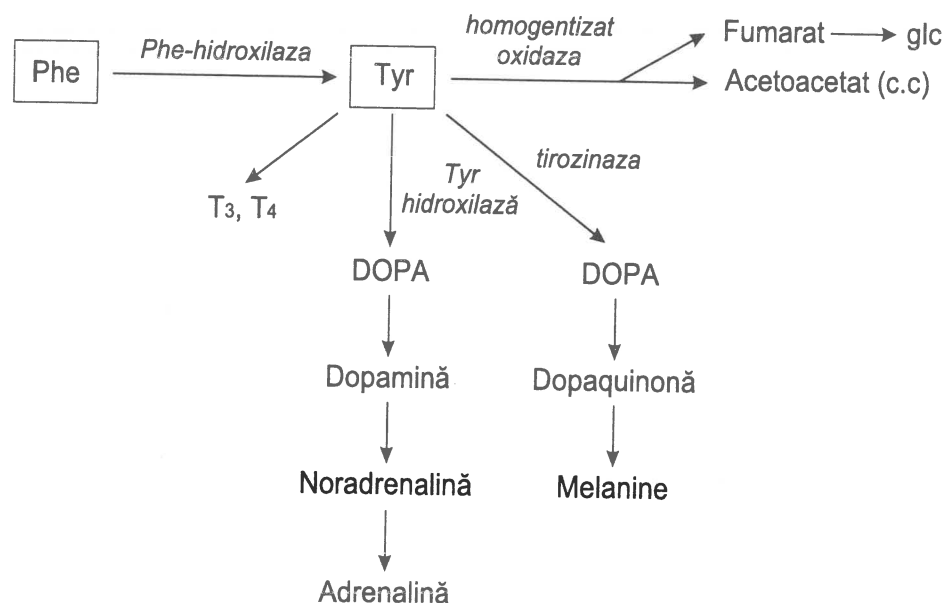 Phe
Phe-hidroxilaza
Tyr
homogentizat
oxidaza
Fumarat
glc
Acetoacetat (c.c)
T3, T4
Tyr
hidroxilază
tirozinaza
DOPA
DOPA
Dopamină
Dopaquinonă
Noradrenalină
Melanine
Adrenalină